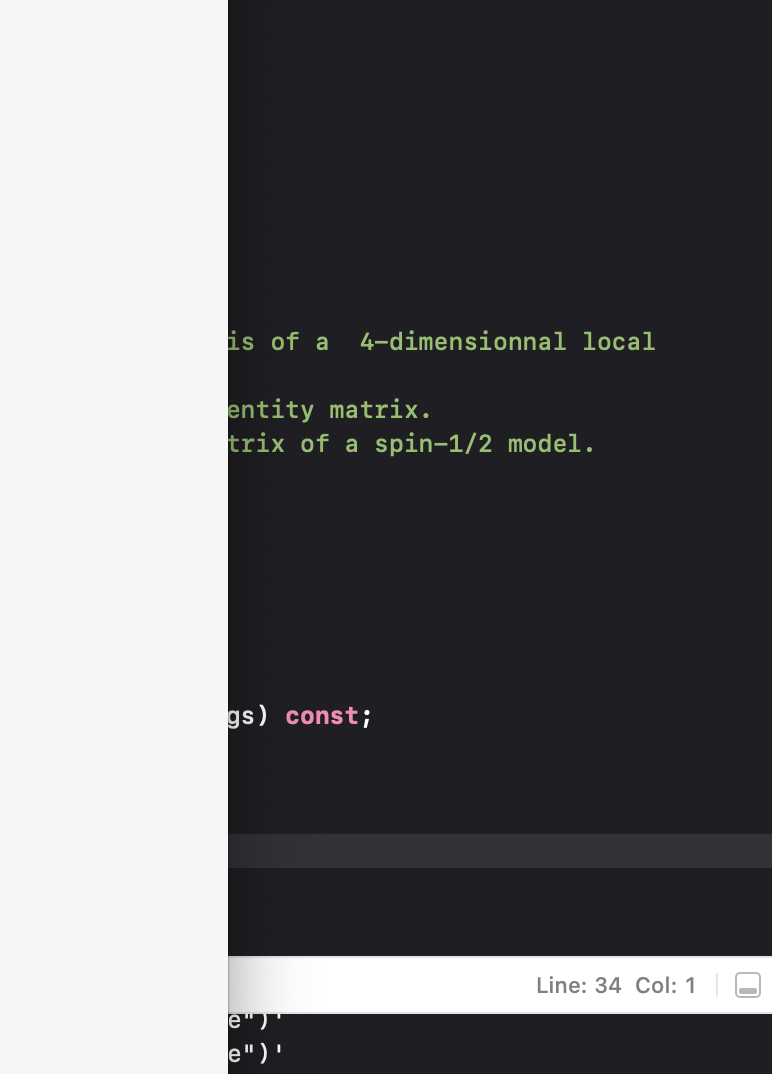 is of a  4-dimensionnal local
entity matrix.
trix of a spin-1/2 model.
gs) const;
Line: 34 Col: 1
e")'
e")'